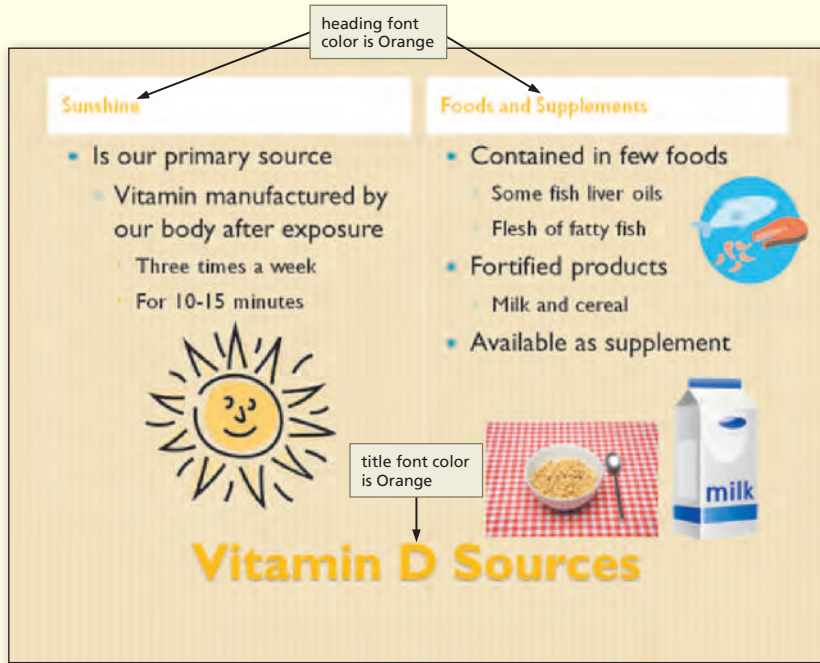 heading font
color is Orange
Sunshine
• Is our primary source
◦ Vitamin manufactured by
our body after exposure
Three times a week
For 10-15 minutes
Foods and Supplements
• Contained in few foods
◦ Some fish liver oils
◦ Flesh of fatty fish
• Fortified products
◦ Milk and cereal
• Available as supplement
milk
title font color
is Orange
Vitamin D Sources